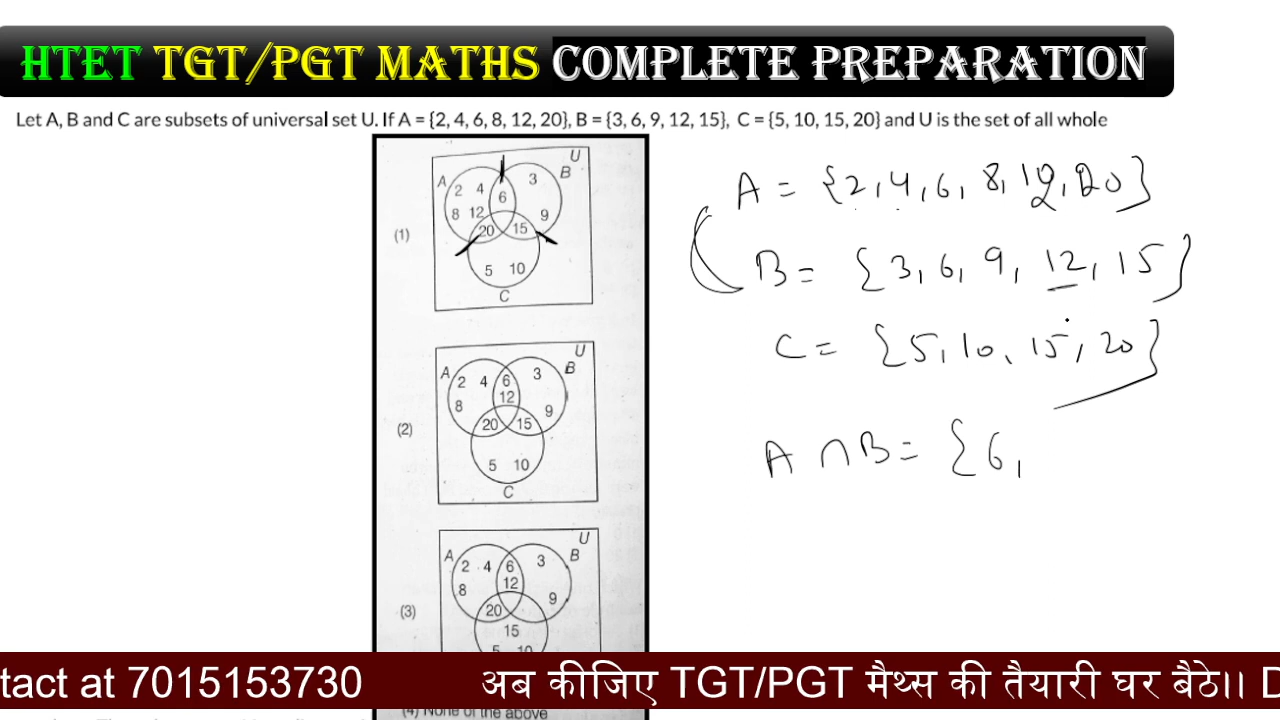 HTET TGT/PGT MATHS COMPLETE PREPARATION
Let A, B and C are subsets of universal set U. If A = {2, 4, 6, 8, 12, 20}, B = {3, 6, 9, 12, 15}, C = {5, 10, 15, 20} and U is the set of all whole
(1)
U
A B
2 4 6 3
8 12 9
20 15
5 10
C
(2)
U
A B
2 4 6 3
8 12 9
20 15
5 10
C
(3)
U
A B
2 4 6 3
8 12 9
20
15
5 10
(4) None of the above
A = {2, 4, 6, 8, 12, 20}
B = {3, 6, 9, 12, 15}
C = {5, 10, 15, 20}
A ∩ B = {6,
tact at 7015153730 अब कीजिए TGT/PGT मैथ्स की तैयारी घर बैठे।। D